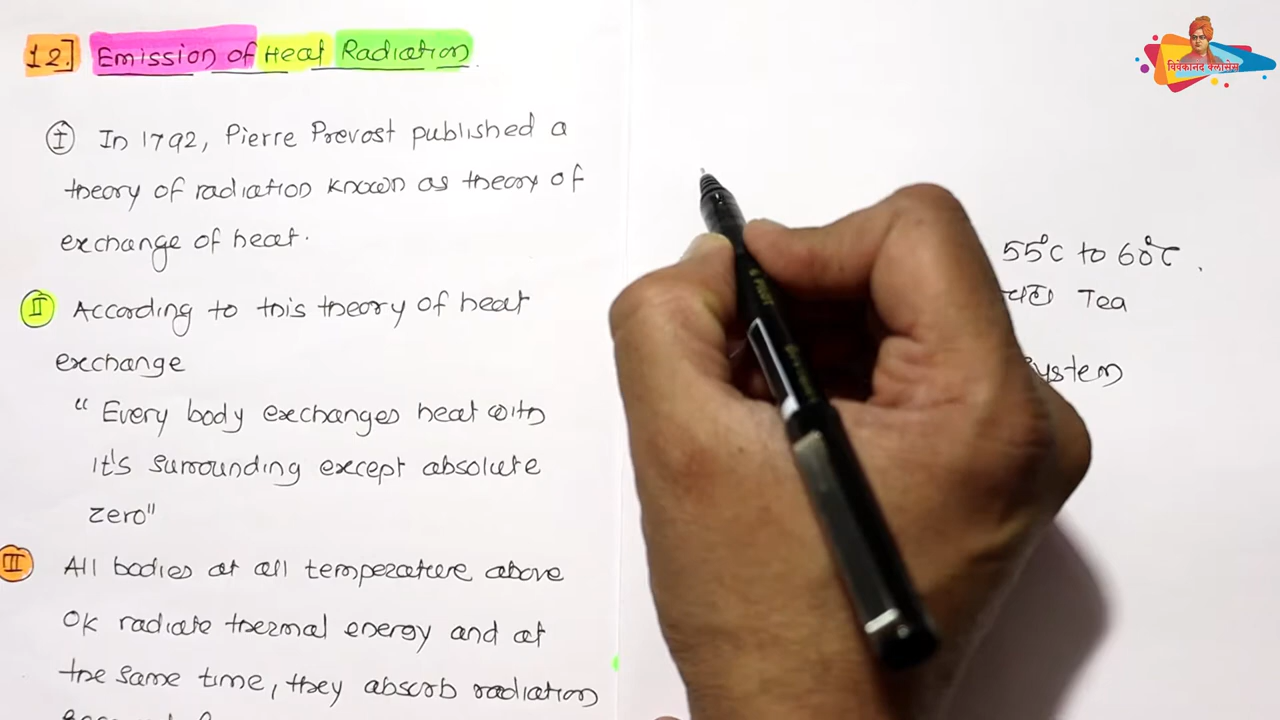 12.] Emission of Heat Radiation.
I In 1792, Pierre Prevost published a
theory of radiation known as theory of
exchange of heat.
II According to this theory of heat
exchange
“ Every body exchanges heat with
it's surrounding except absolute
zero"
III All bodies at all temperature above
0K radiate thermal energy and at
the same time, they absorb radiation
55°C to 60°C .
चहा Tea
System
विवेकानंद क्लासेस